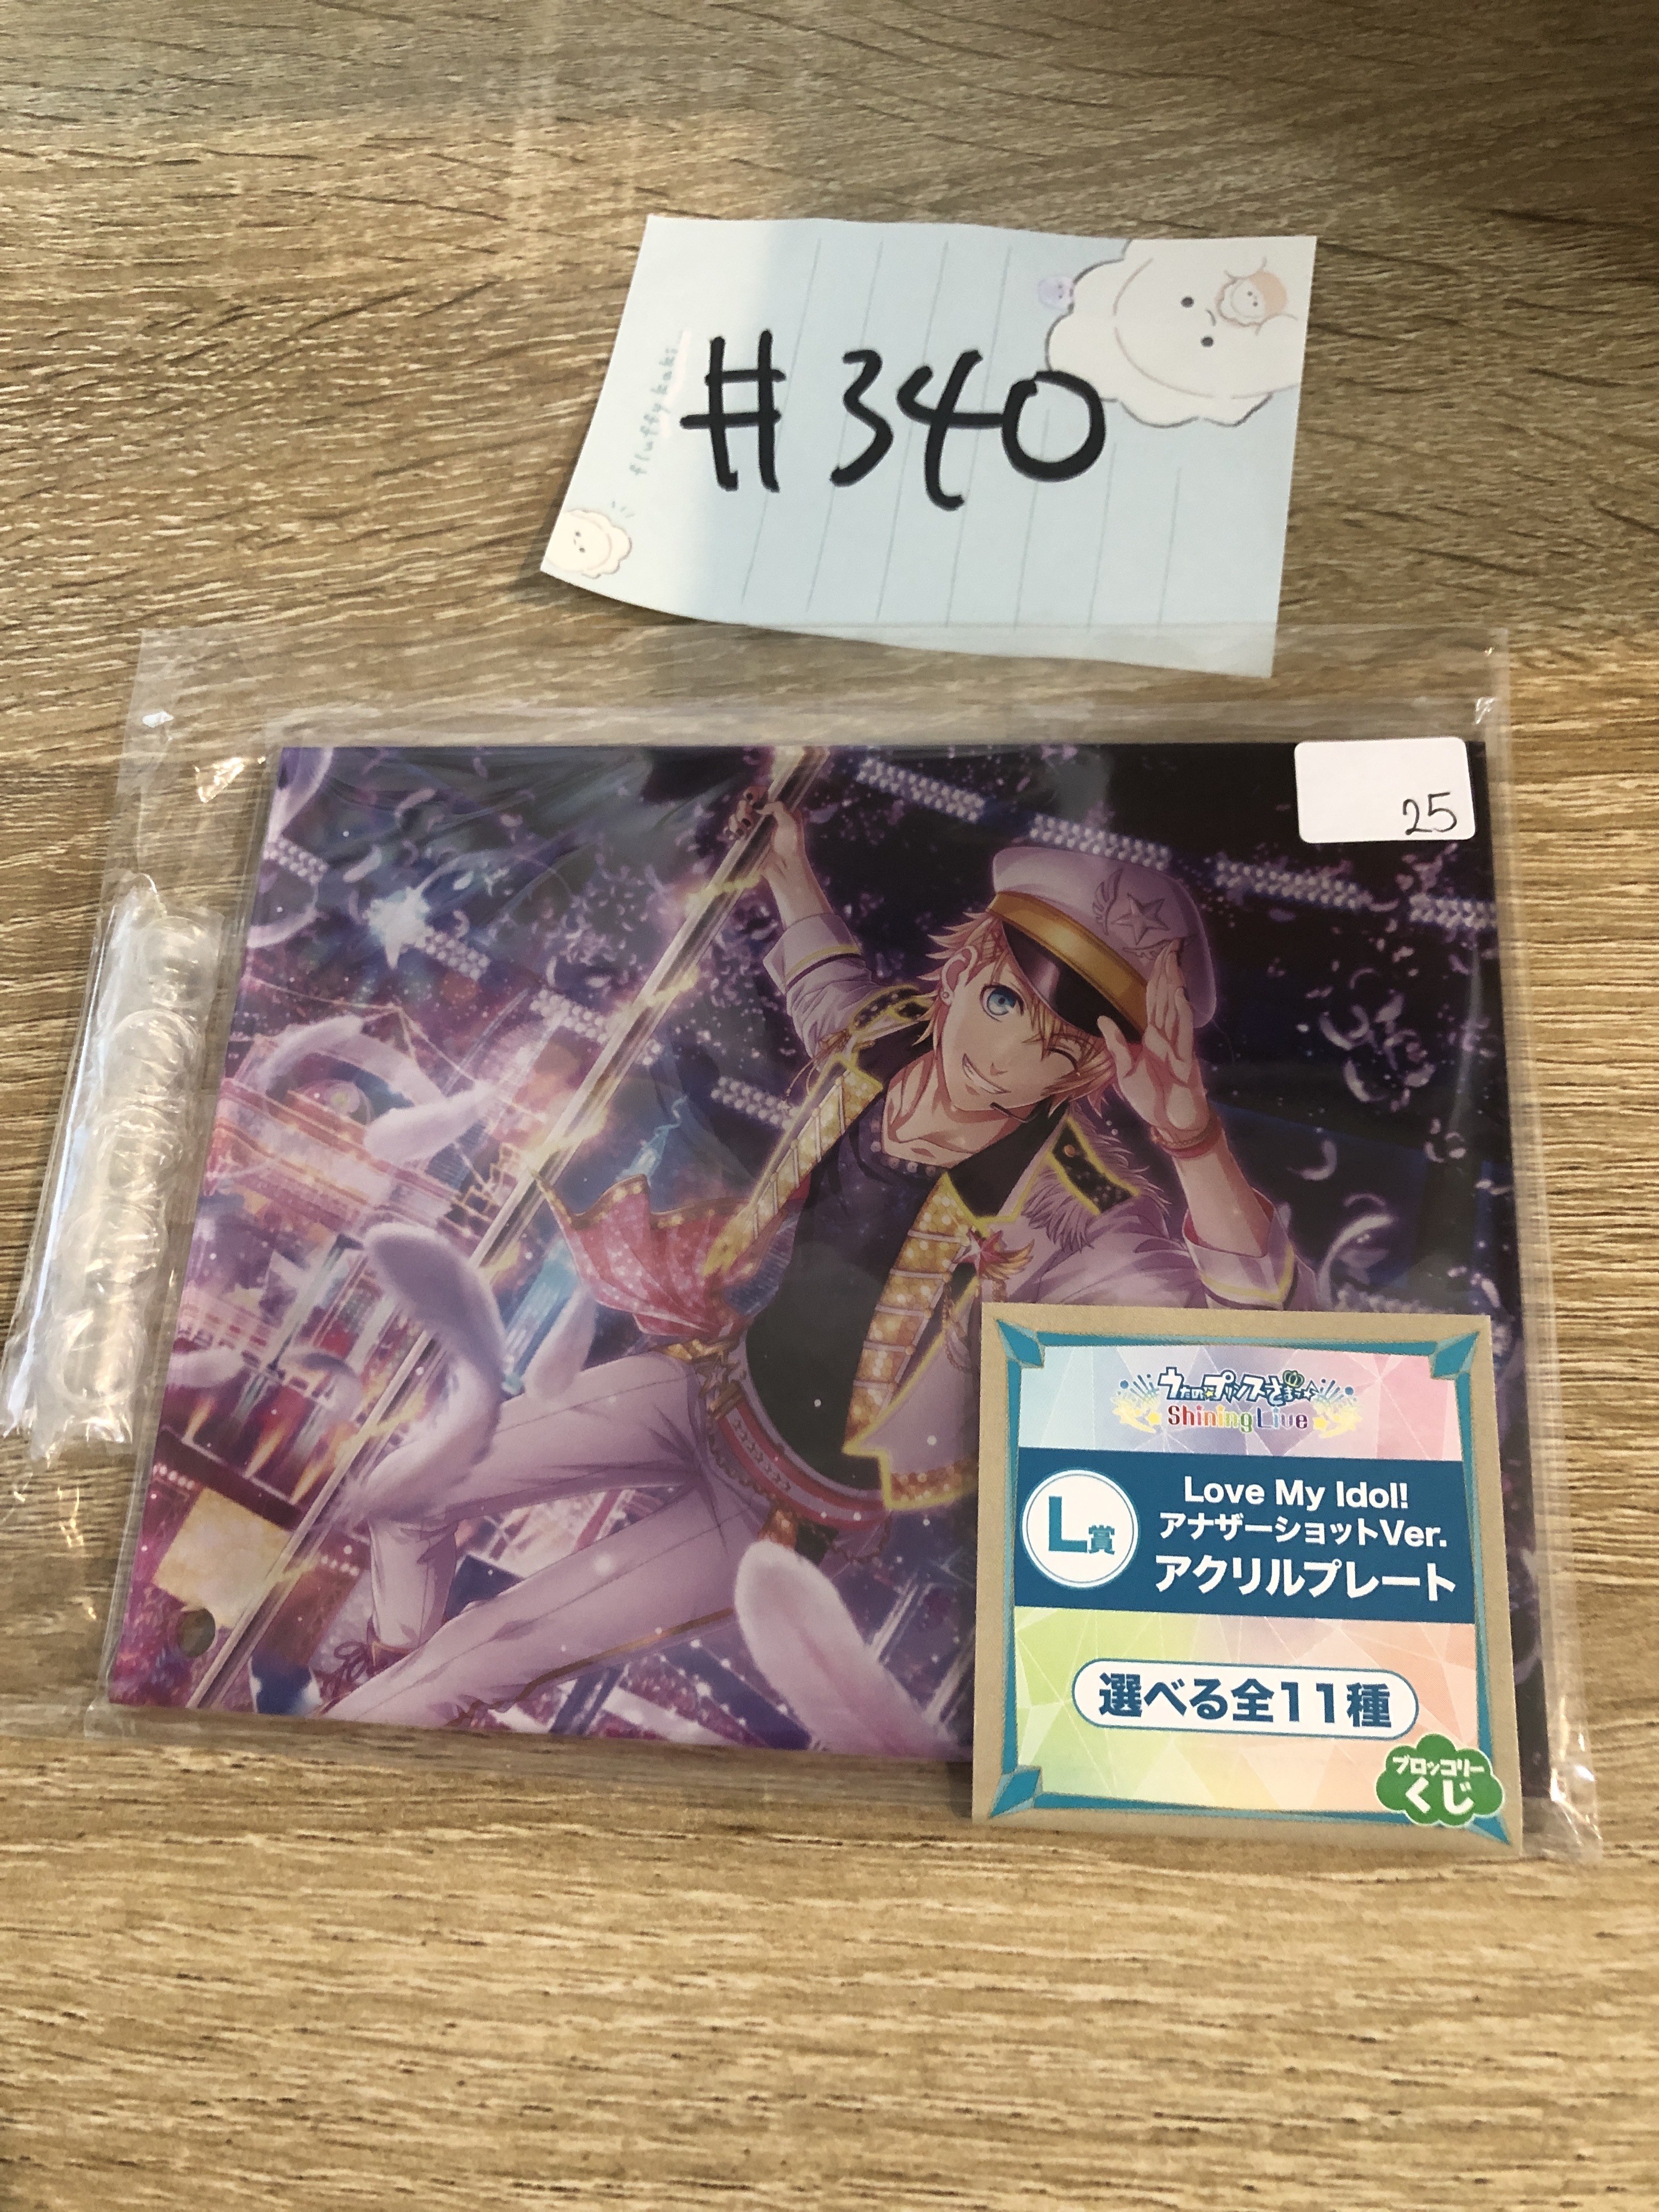 #340
fluffy kaki
25
うたの☆プリンスさまっ♪
Shining Live
L賞
Love My Idol!
アナザーショットVer.
アクリルプレート
選べる全11種
ブロッコリー
くじ